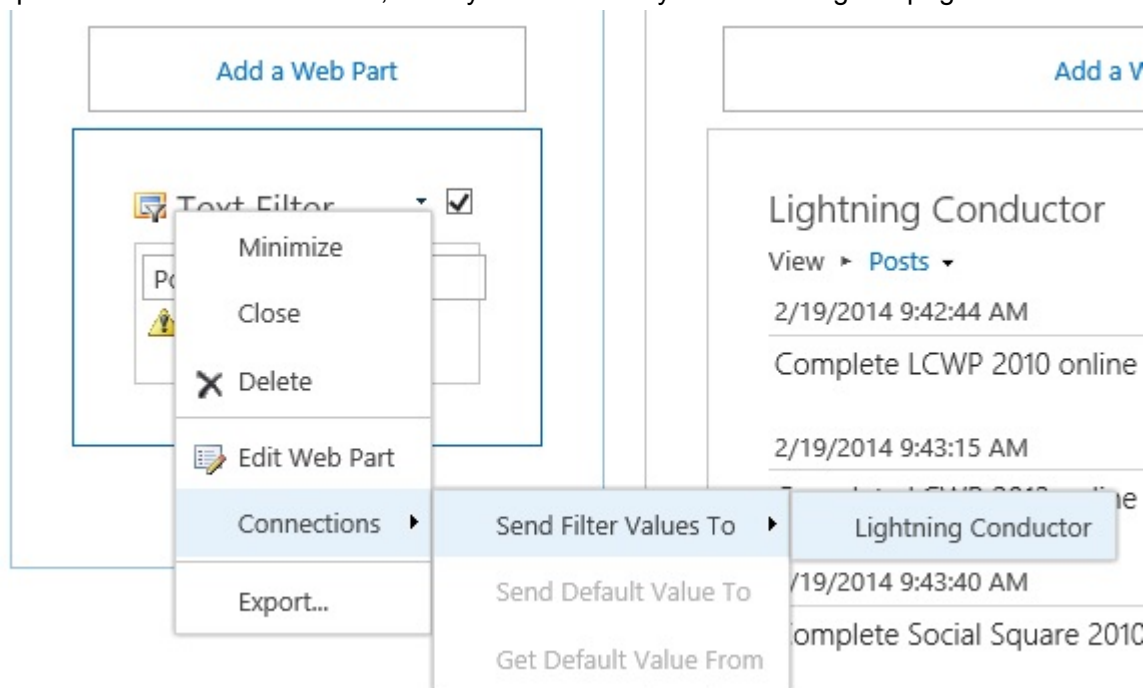 Add a Web Part
Add a W
Text Filter
Minimize
Close
Delete
Edit Web Part
Connections
Export...
Send Filter Values To
Send Default Value To
Get Default Value From
Lightning Conductor
Lightning Conductor
View ▸ Posts
2/19/2014 9:42:44 AM
Complete LCWP 2010 online
2/19/2014 9:43:15 AM
/19/2014 9:43:40 AM
omplete Social Square 2010